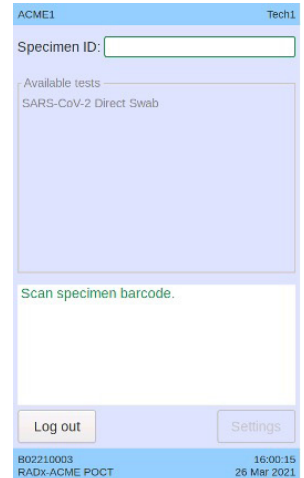 ACME1 Tech1
Specimen ID:
Available tests
SARS-CoV-2 Direct Swab
Scan specimen barcode.
Log out Settings
B02210003 16:00:15
RADx-ACME POCT 26 Mar 2021